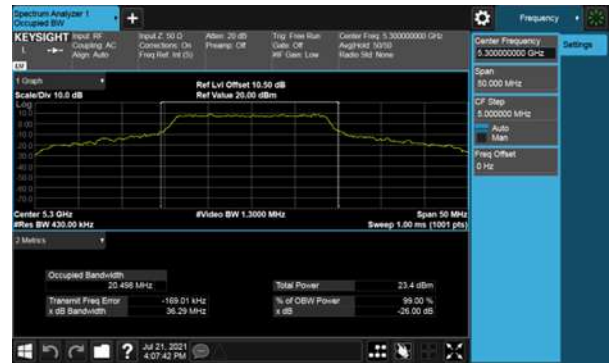 Spectrum Analyzer 1
Occupied BW
Frequency
KEYSIGHT
Input: RF
Coupling: AC
Align: Auto
Input Z: 50 Ω
Corrections: On
Freq Ref: Int (S)
Atten: 20 dB
Preamp: Off
Trig: Free Run
Gate: Off
#IF Gain: Low
Center Freq: 5.300000000 GHz
Avg|Hold: 50/50
Radio Std: None
L
Center Frequency
5.300000000 GHz
Settings
Span
50.000 MHz
CF Step
5.000000 MHz
Auto
Man
Freq Offset
0 Hz
1 Graph
Scale/Div 10.0 dB
Ref Lvl Offset 10.50 dB
Ref Value 20.00 dBm
Log
10.0
0.00
-10.0
-20.0
-30.0
-40.0
-50.0
-60.0
-70.0
Center 5.3 GHz
#Res BW 430.00 kHz
#Video BW 1.3000 MHz
Span 50 MHz
Sweep 1.00 ms (1001 pts)
2 Metrics
Occupied Bandwidth
20.498 MHz
Total Power
23.4 dBm
Transmit Freq Error
-169.01 kHz
% of OBW Power
99.00 %
x dB Bandwidth
36.29 MHz
x dB
-26.00 dB
?
Jul 21, 2021
4:07:42 PM